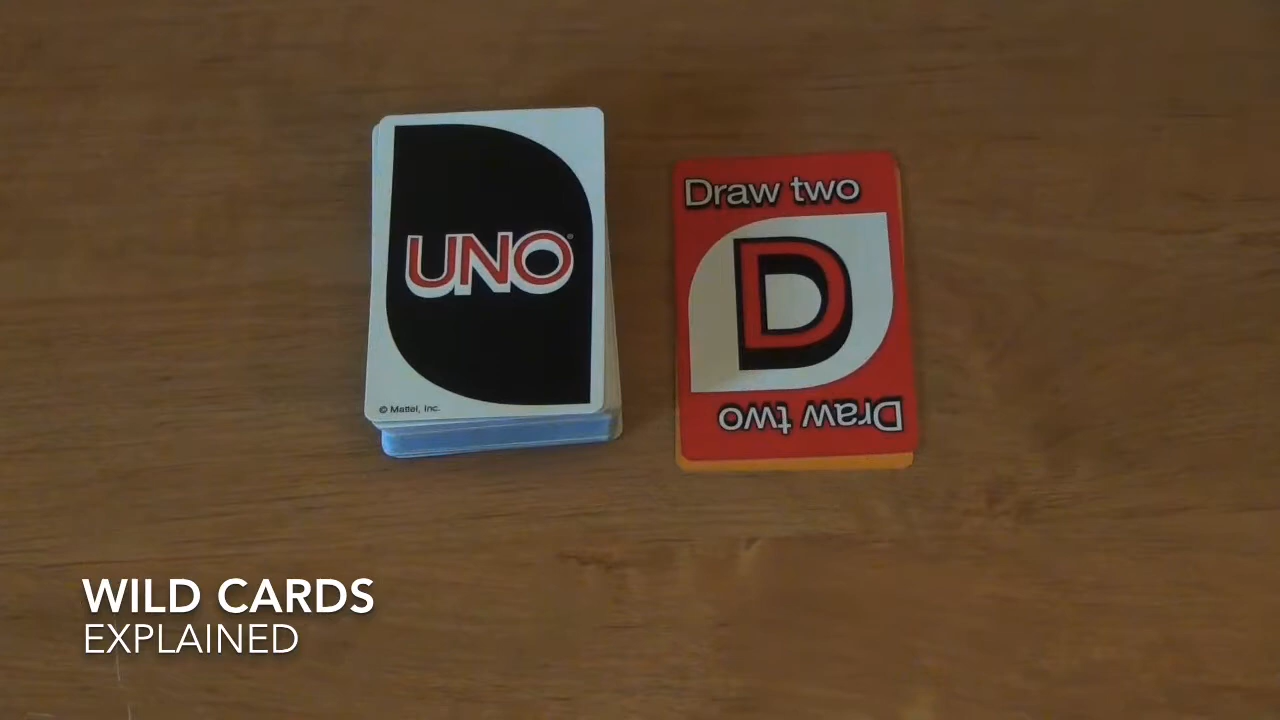 UNO
© Mattel, Inc.
Draw two
D
Draw two
WILD CARDS
EXPLAINED